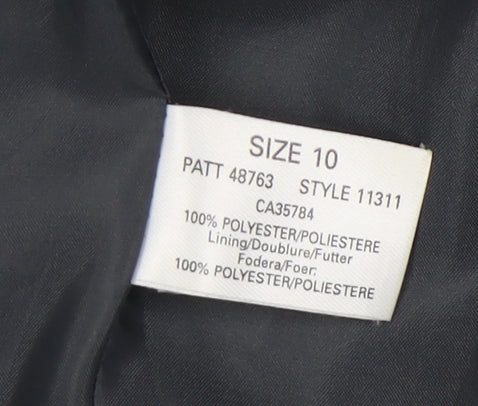 SIZE 10
PATT 48763 STYLE 11311
CA35784
100% POLYESTER/POLIESTERE
Lining/Doublure/Futter
Fodera/Foer:
100% POLYESTER/POLIESTERE